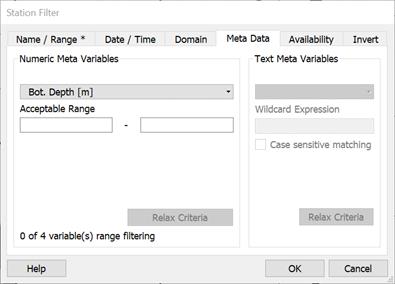 Station Filter
Name / Range * Date / Time Domain Meta Data Availability Invert
Numeric Meta Variables
Bot. Depth [m]
Acceptable Range
-
Relax Criteria
0 of 4 variable(s) range filtering
Text Meta Variables
Wildcard Expression
Case sensitive matching
Relax Criteria
Help OK Cancel